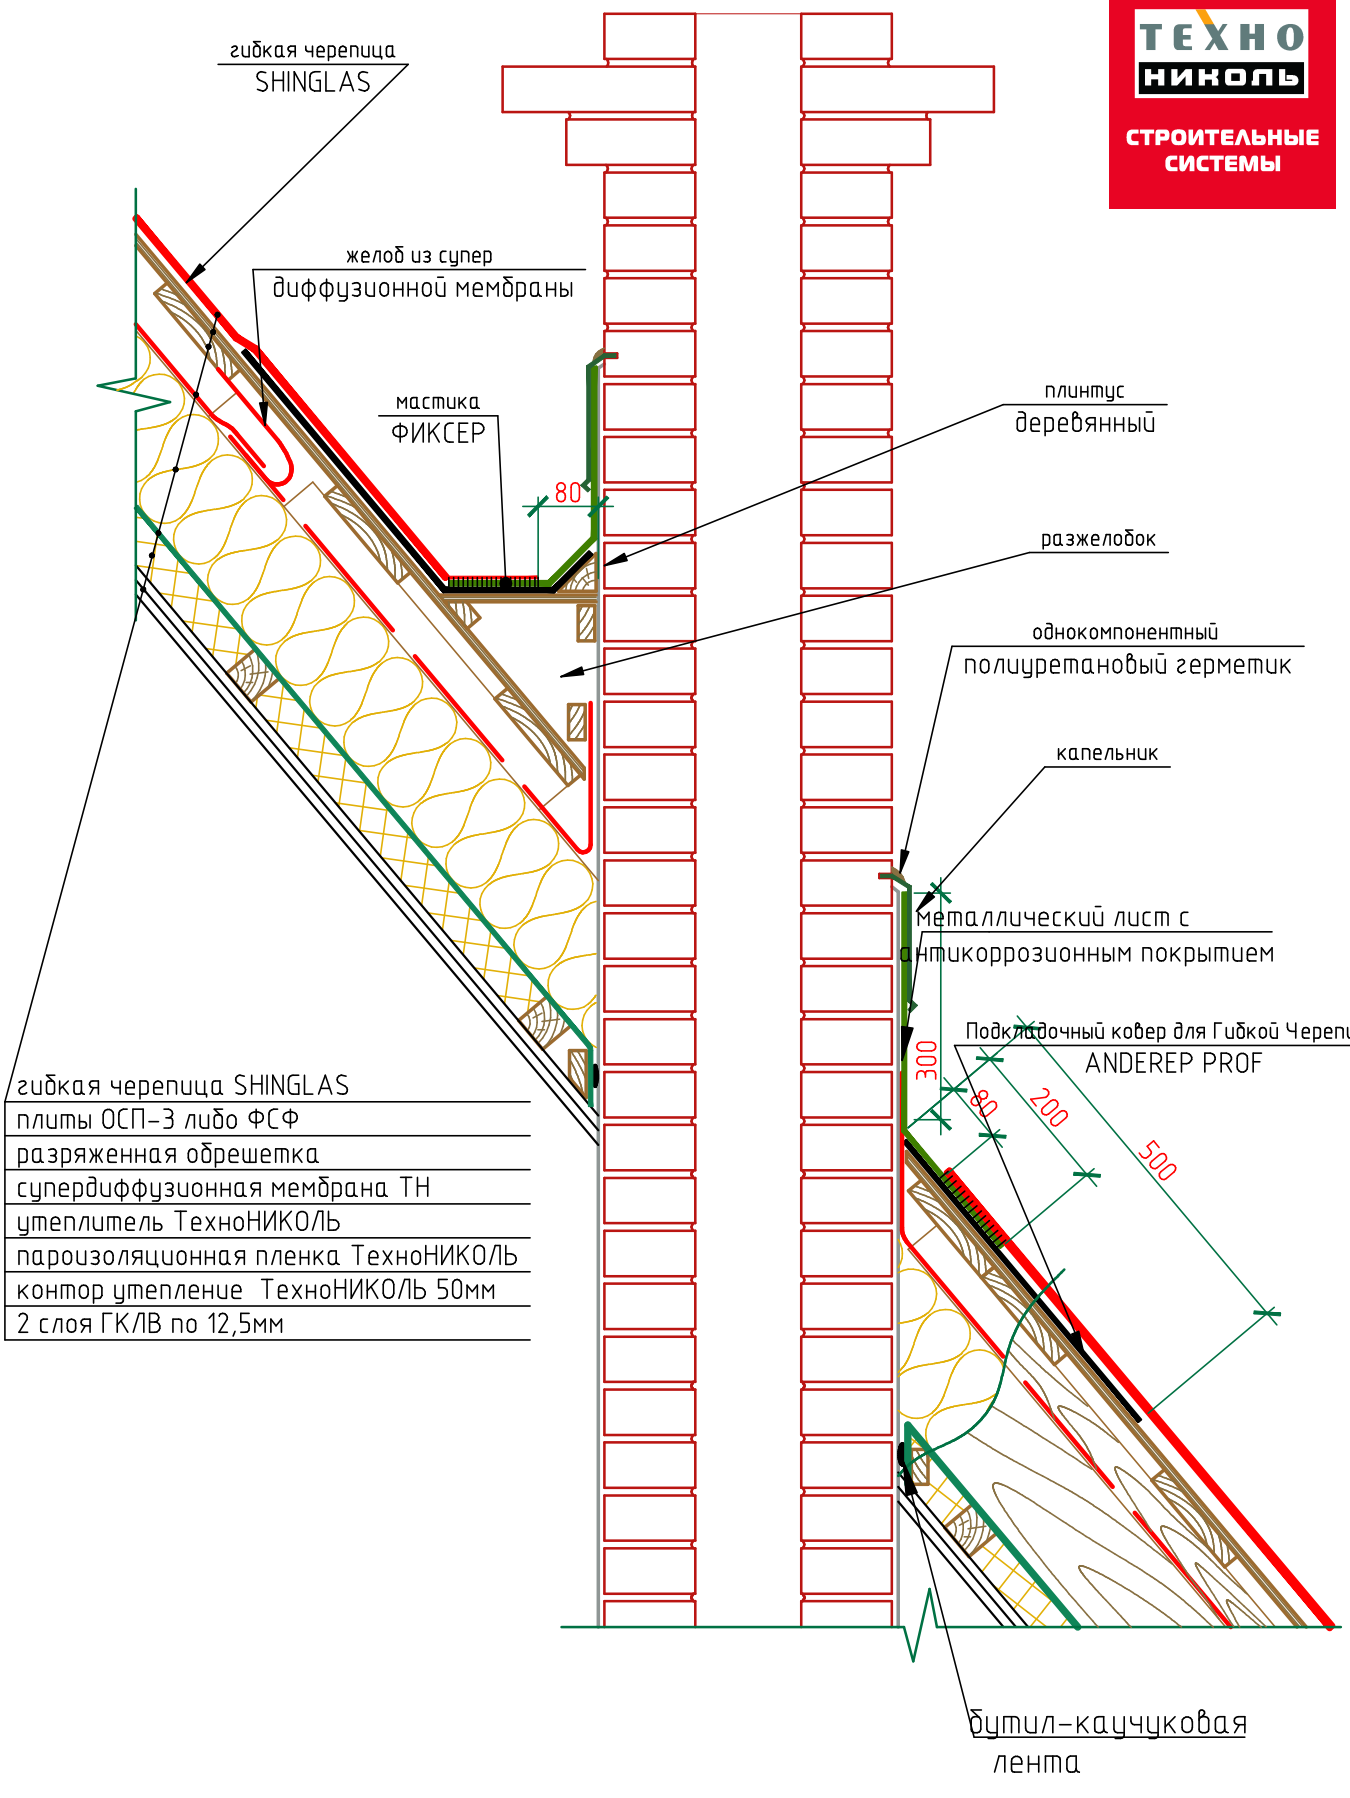 ТЕХНО
НИКОЛЬ
СТРОИТЕЛЬНЫЕ
СИСТЕМЫ
гибкая черепица
SHINGLAS
желоб из супер
диффузионной мембраны
мастика
ФИКСЕР
80
плинтус
деревянный
разжелобок
однокомпонентный
полиуретановый герметик
капельник
металлический лист с
антикоррозионным покрытием
Подкладочный ковер для Гибкой Череп
ANDEREP PROF
300
80
200
500
гибкая черепица SHINGLAS
плиты ОСП-3 либо ФСФ
разряженная обрешетка
супердиффузионная мембрана ТН
утеплитель ТехноНИКОЛЬ
пароизоляционная пленка ТехноНИКОЛЬ
контор утепление ТехноНИКОЛЬ 50мм
2 слоя ГКЛВ по 12,5мм
бутил-каучуковая
лента